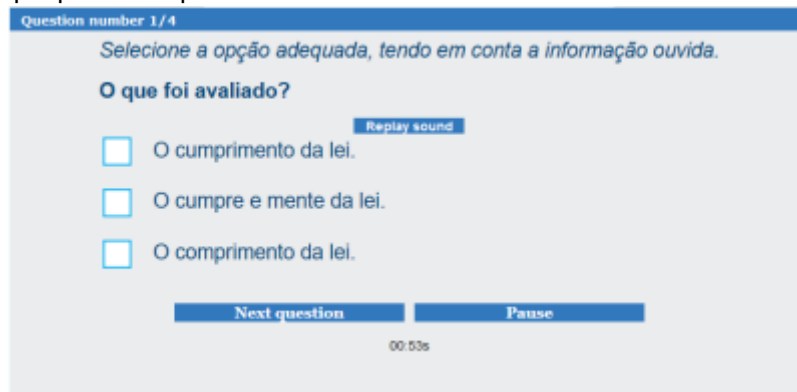 Question number 1/4
Selecione a opção adequada, tendo em conta a informação ouvida.
O que foi avaliado?
Replay sound
O cumprimento da lei.
O cumpre e mente da lei.
O comprimento da lei.
Next question
Pause
00:53s